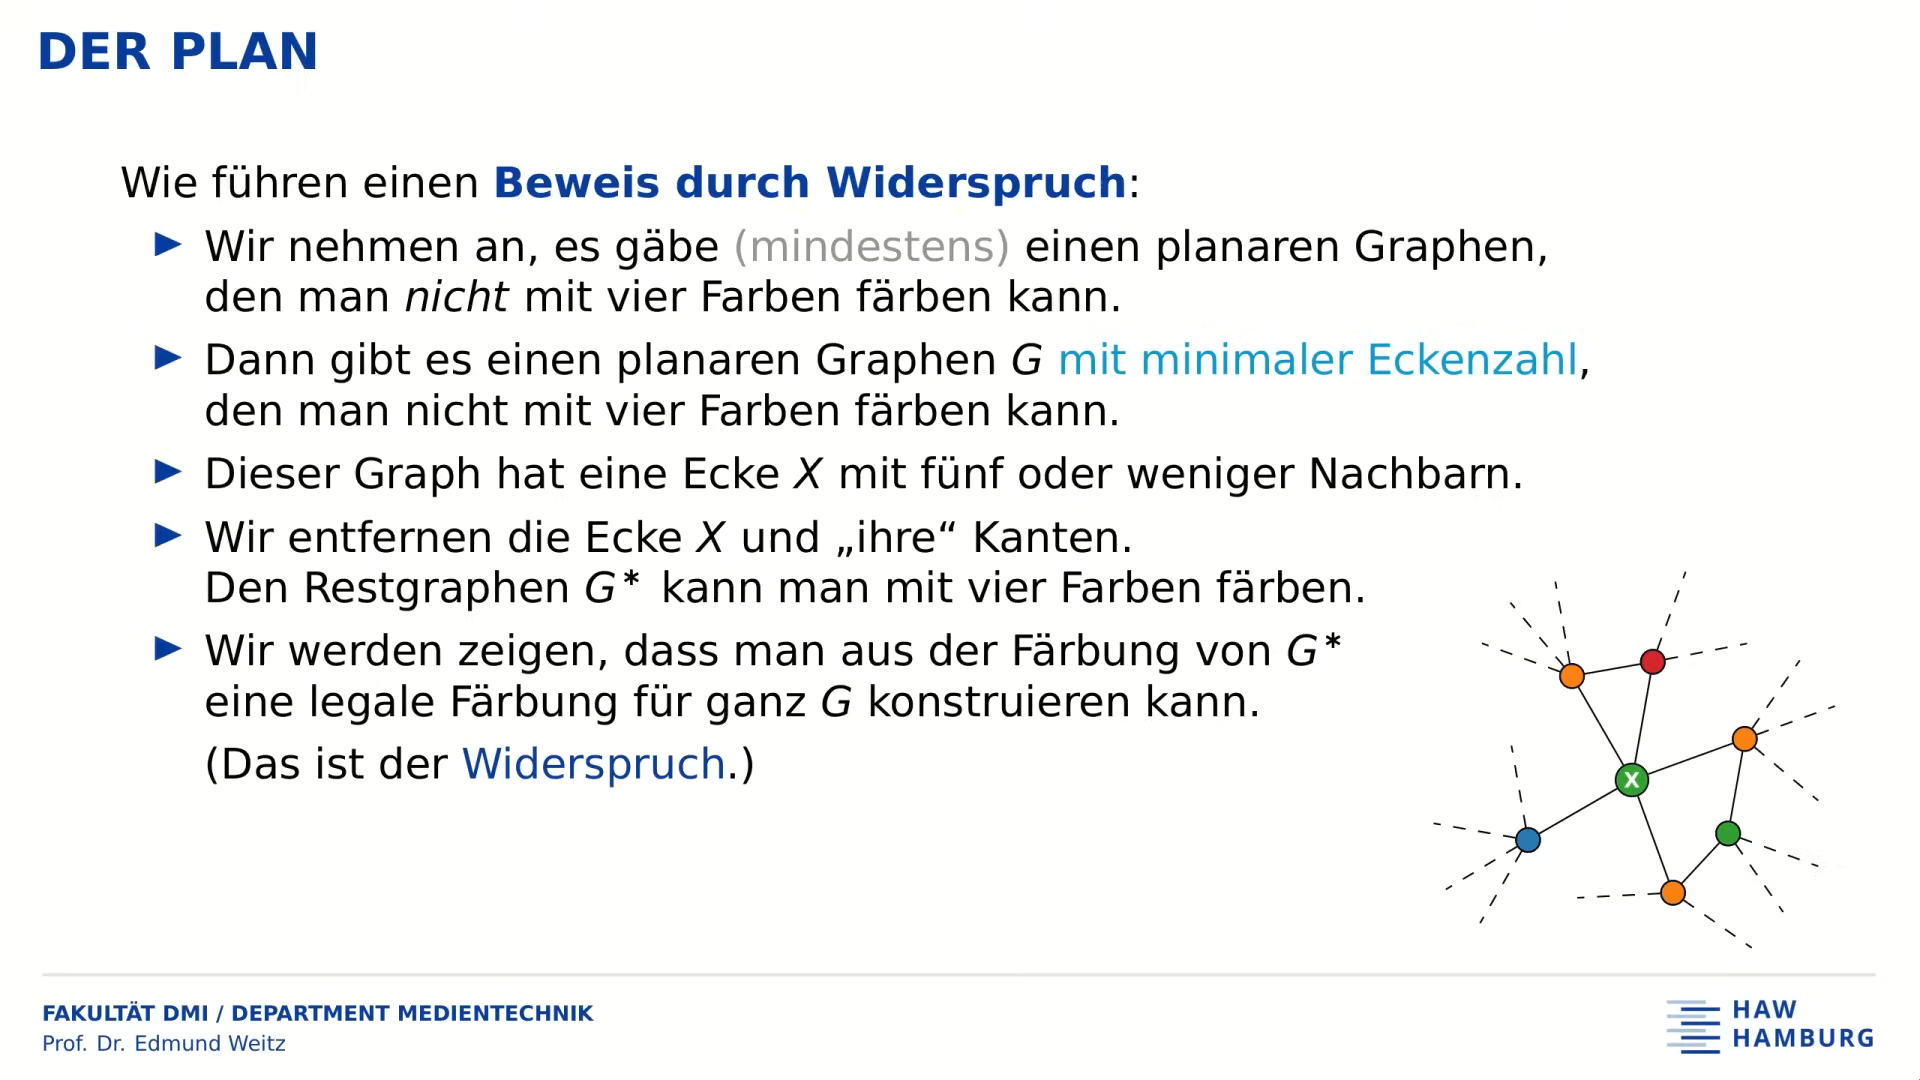 DER PLAN
Wie führen einen Beweis durch Widerspruch:
► Wir nehmen an, es gäbe (mindestens) einen planaren Graphen,
den man nicht mit vier Farben färben kann.
► Dann gibt es einen planaren Graphen G mit minimaler Eckenzahl,
den man nicht mit vier Farben färben kann.
► Dieser Graph hat eine Ecke X mit fünf oder weniger Nachbarn.
► Wir entfernen die Ecke X und „ihre“ Kanten.
Den Restgraphen G* kann man mit vier Farben färben.
► Wir werden zeigen, dass man aus der Färbung von G*
eine legale Färbung für ganz G konstruieren kann.
(Das ist der Widerspruch.)
X
FAKULTÄT DMI / DEPARTMENT MEDIENTECHNIK
Prof. Dr. Edmund Weitz
HAW
HAMBURG